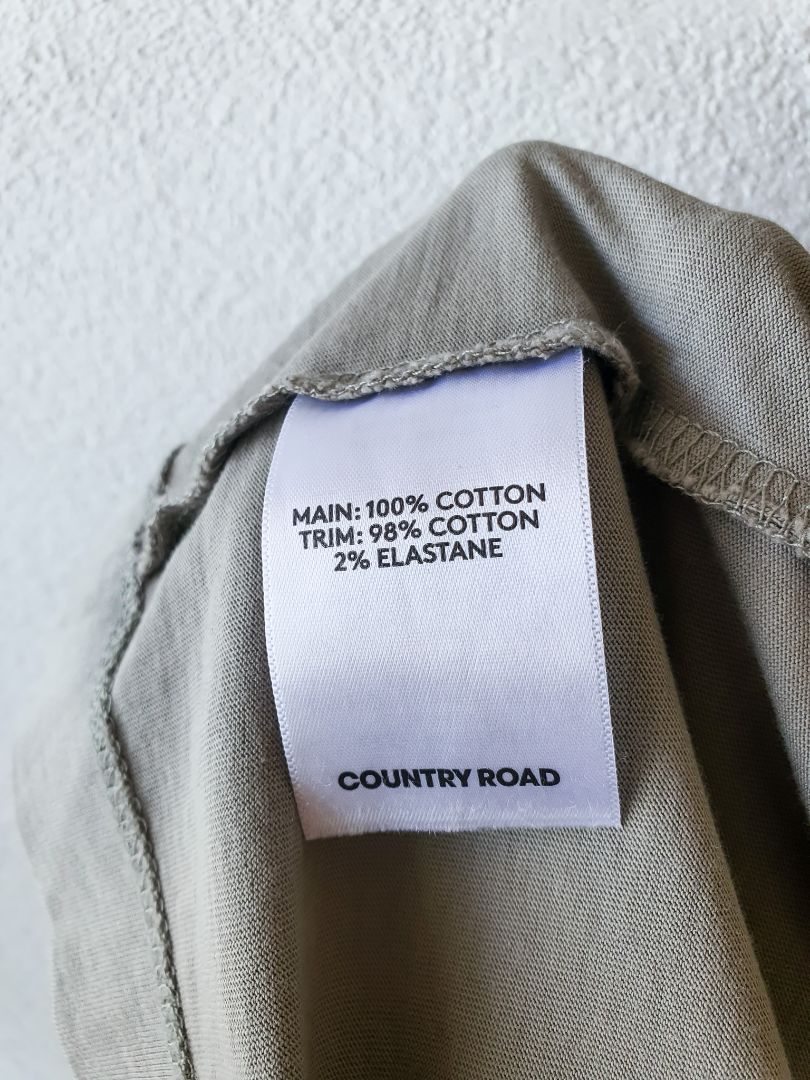 MAIN: 100% COTTON
TRIM: 98% COTTON
2% ELASTANE
COUNTRY ROAD